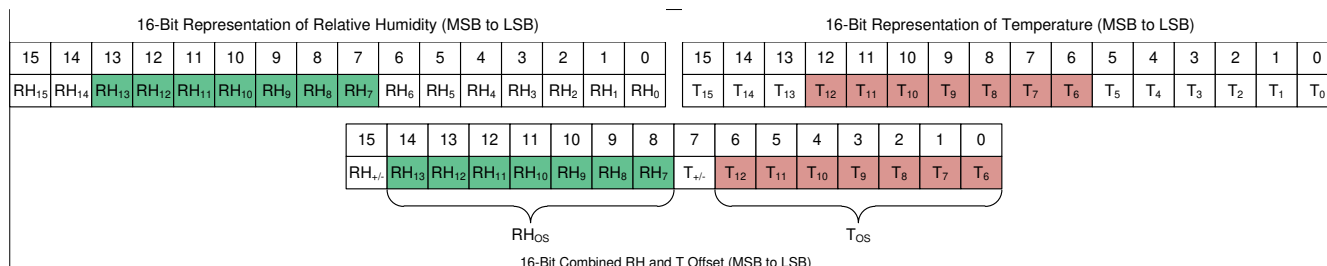 16-Bit Representation of Relative Humidity (MSB to LSB)
15 14 13 12 11 10 9 8 7 6 5 4 3 2 1 0
RH15 RH14 RH13 RH12 RH11 RH10 RH9 RH8 RH7 RH6 RH5 RH4 RH3 RH2 RH1 RH0
16-Bit Representation of Temperature (MSB to LSB)
15 14 13 12 11 10 9 8 7 6 5 4 3 2 1 0
T15 T14 T13 T12 T11 T10 T9 T8 T7 T6 T5 T4 T3 T2 T1 T0
15 14 13 12 11 10 9 8 7 6 5 4 3 2 1 0
RH+/- RH13 RH12 RH11 RH10 RH9 RH8 RH7 T+/- T12 T11 T10 T9 T8 T7 T6
RHOS TOS
16-Bit Combined RH and T Offset (MSB to LSB)